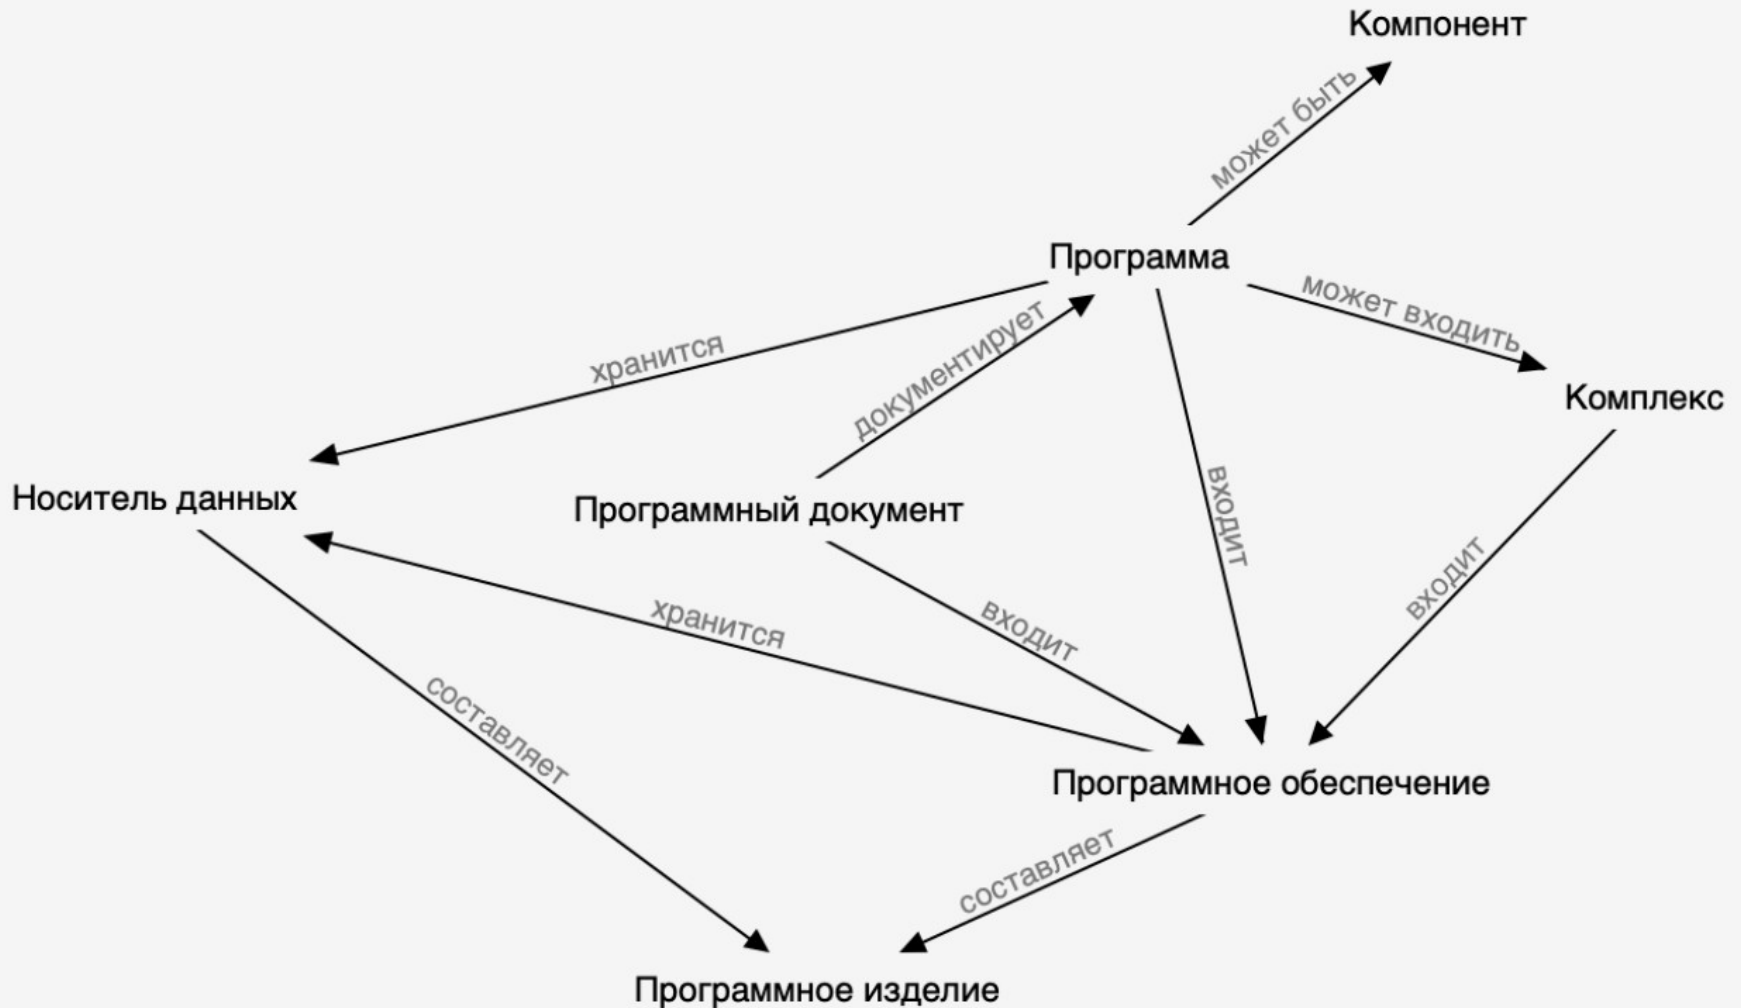 Компонент
может быть
Программа
может входить
хранится
документирует
Комплекс
Носитель данных
Программный документ
входит
входит
хранится
входит
составляет
Программное обеспечение
составляет
Программное изделие